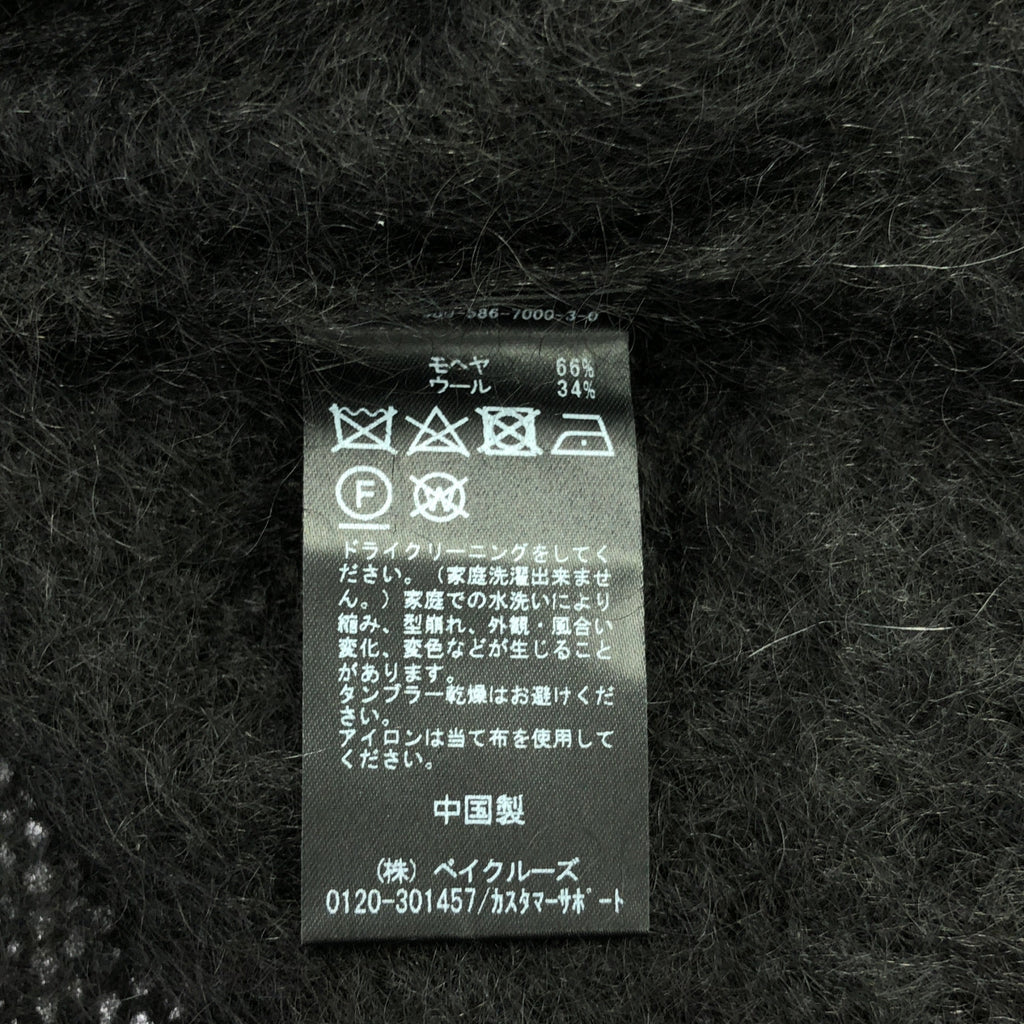 -586-7000-3-0
モヘヤ 66%
ウール 34%
F
W
ドライクリーニングをしてく
ださい。(家庭洗濯出来ませ
ん。)家庭での水洗いにより
縮み、型崩れ、外観・風合い
変化、変色などが生じること
があります。
タンブラー乾燥はお避けくだ
さい。
アイロンは当て布を使用して
ください。
中国製
(株) ベイクルーズ
0120-301457/カスタマーサポート